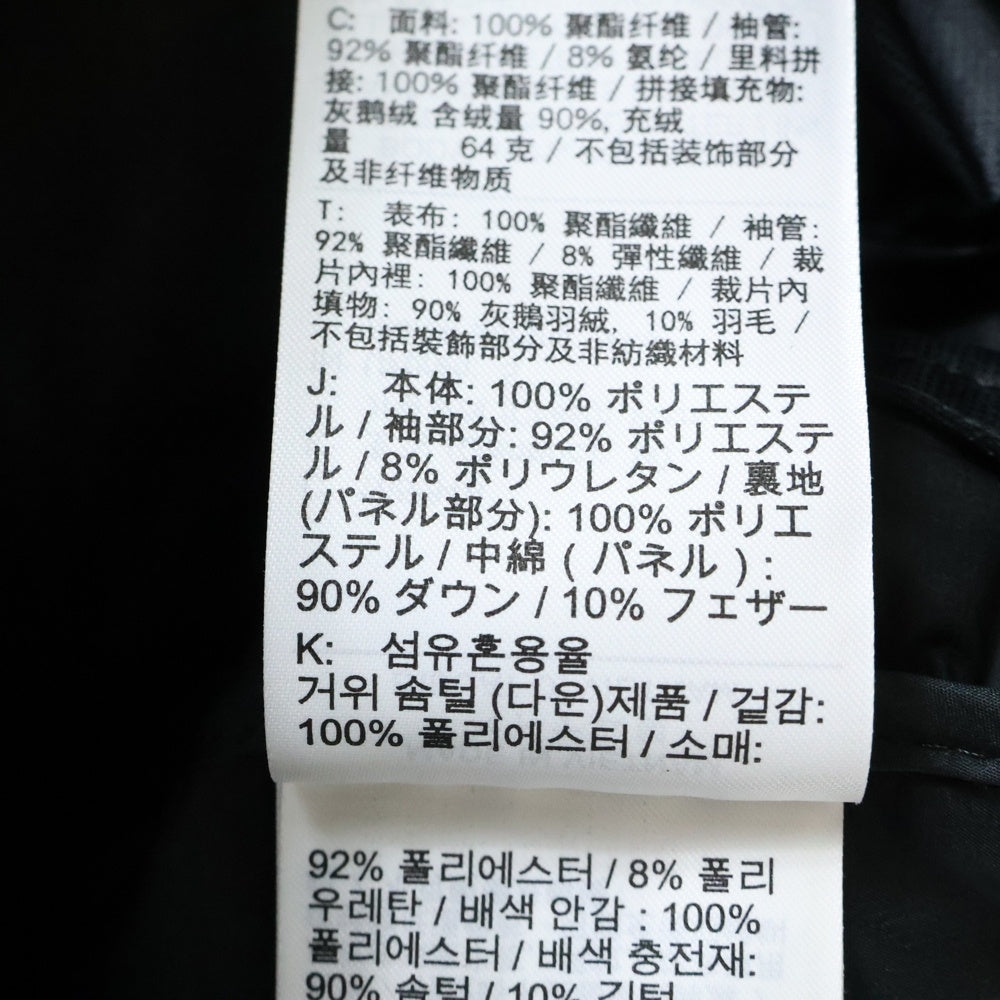 C: 面料: 100% 聚酯纤维 / 袖管:
92% 聚酯纤维 / 8% 氨纶 / 里料拼
接: 100% 聚酯纤维 / 拼接填充物:
灰鹅绒 含绒量 90%, 充绒
量 64 克 / 不包括装饰部分
及非纤维物质
T: 表布: 100% 聚酯纖維 / 袖管:
92% 聚酯纖維 / 8% 彈性纖維 / 裁
片內裡: 100% 聚酯纖維 / 裁片內
填物: 90% 灰鵝羽絨, 10% 羽毛 /
不包括裝飾部分及非紡織材料
J: 本体: 100% ポリエステ
ル / 袖部分: 92% ポリエステ
ル / 8% ポリウレタン / 裏地
(パネル部分): 100% ポリエ
ステル / 中綿 ( パネル ) :
90% ダウン / 10% フェザー
K: 섬유혼용율
거위 솜털 (다운)제품 / 겉감:
100% 폴리에스터 / 소매:
92% 폴리에스터 / 8% 폴리
우레탄 / 배색 안감 : 100%
폴리에스터 / 배색 충전재:
90% 솜털 / 10% 깃털